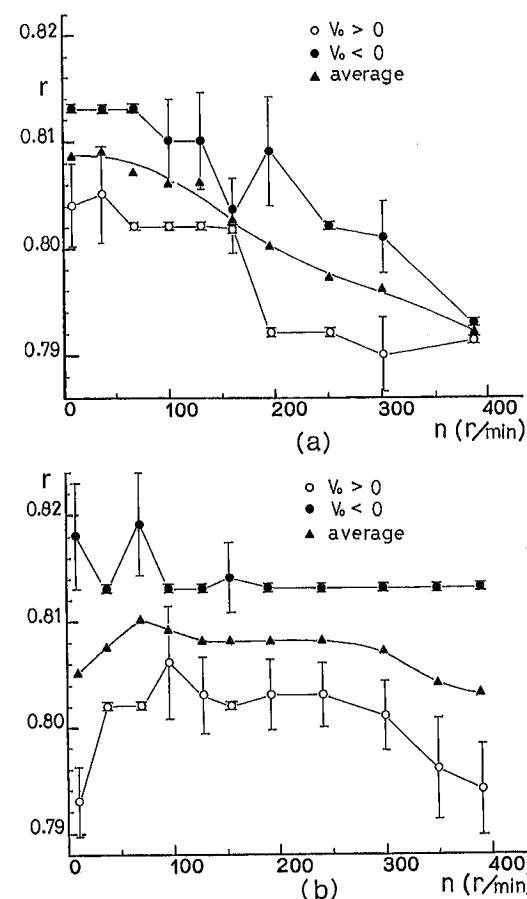 0.82
r
0.81
0.80
0.79
○ V₀ > 0
● V₀ < 0
▲ average
0 100 200 300 400
(a) n (r/min)
r
0.82
0.81
0.80
0.79
○ V₀ > 0
● V₀ < 0
▲ average
0 100 200 300 400
(b) n (r/min)